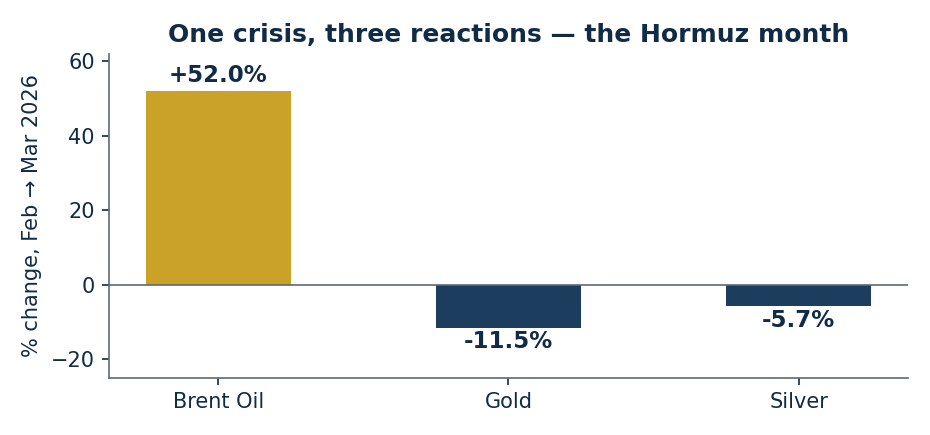 One crisis, three reactions — the Hormuz month
% change, Feb → Mar 2026
60
40
20
0
−20
+52.0%
-11.5%
-5.7%
Brent Oil
Gold
Silver